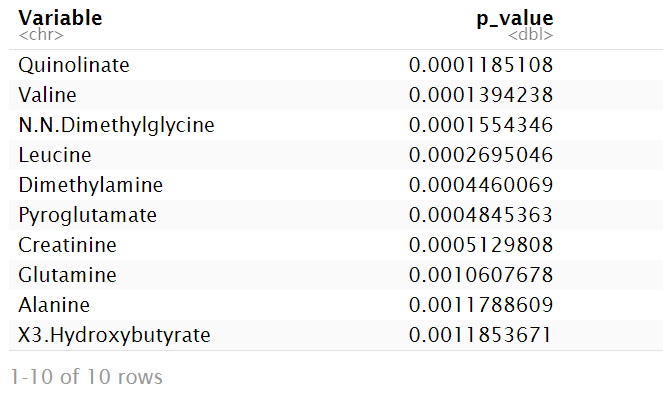 Variable p_value
<chr> <dbl>
Quinolinate 0.0001185108
Valine 0.0001394238
N.N.Dimethylglycine 0.0001554346
Leucine 0.0002695046
Dimethylamine 0.0004460069
Pyroglutamate 0.0004845363
Creatinine 0.0005129808
Glutamine 0.0010607678
Alanine 0.0011788609
X3.Hydroxybutyrate 0.0011853671
1-10 of 10 rows